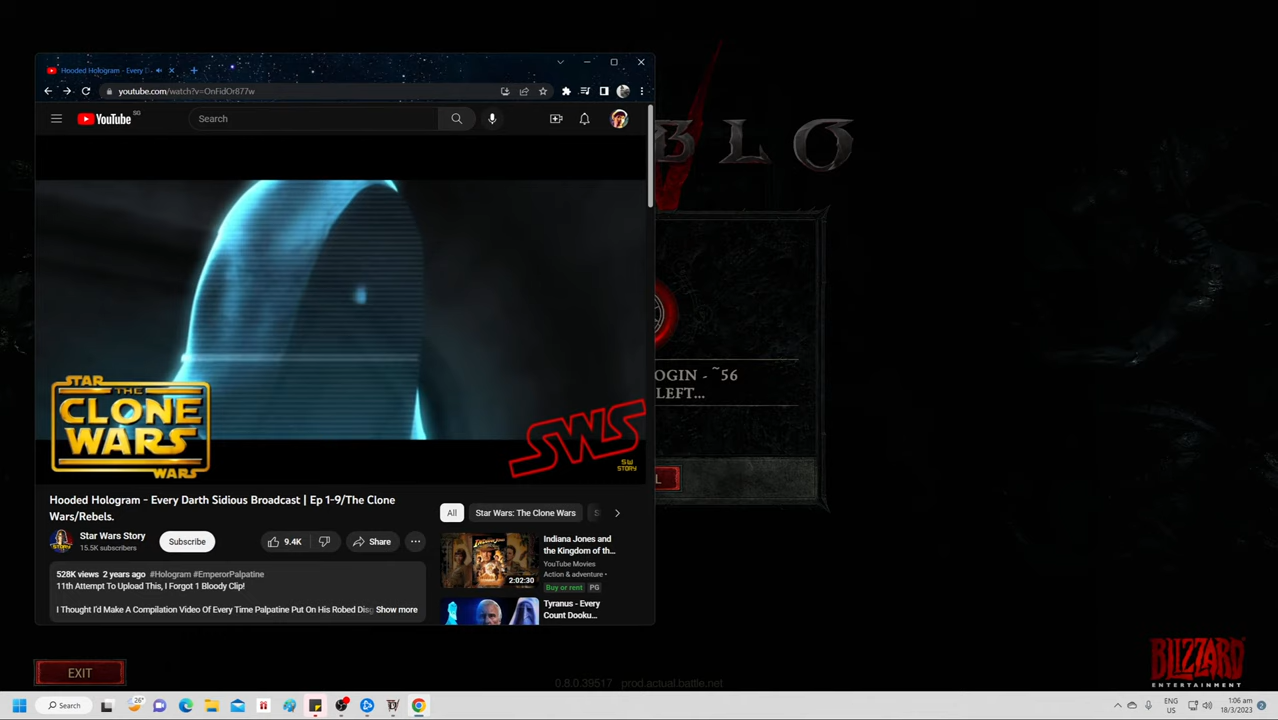 Hooded Hologram - Every D
youtube.com/watch?v=OnFidOr877w
YouTube SG
Search
BLO
STAR
THE
CLONE
WARS
WARS
SWS
SW
STORY
OGIN - ~56
LEFT...
L
Hooded Hologram - Every Darth Sidious Broadcast | Ep 1-9/The Clone
Wars/Rebels.
Star Wars Story
15.5K subscribers
Subscribe
9.4K
Share
528K views 2 years ago #Hologram #EmperorPalpatine
11th Attempt To Upload This, I Forgot 1 Bloody Clip!
I Thought I'd Make A Compilation Video Of Every Time Palpatine Put On His Robed Disg Show more
All
Star Wars: The Clone Wars
S
Indiana Jones and
the Kingdom of th...
YouTube Movies
Action & adventure •
Buy or rent PG
2:02:30
Tyranus - Every
Count Dooku...
EXIT
0.8.0.39517 prod.actual.battle.net
BLIZZARD
ENTERTAINMENT
Search
26°
ENG
US
1:06 am
18/3/2023
2